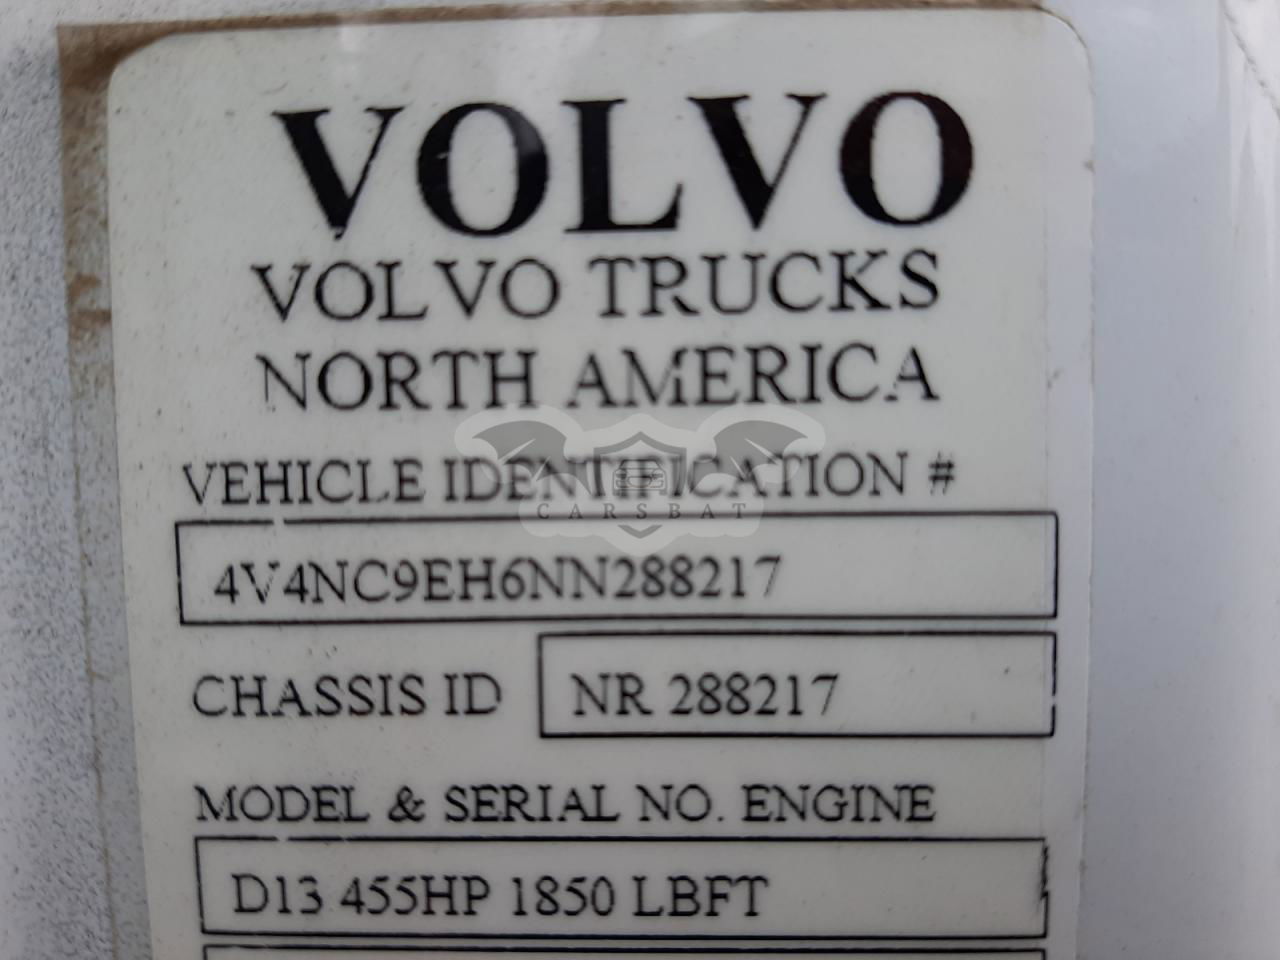 VOLVO
VOLVO TRUCKS
NORTH AMERICA
VEHICLE IDENTIFICATION #
CARSBAT
4V4NC9EH6NN288217
CHASSIS ID NR 288217
MODEL & SERIAL NO. ENGINE
D13 455HP 1850 LBFT